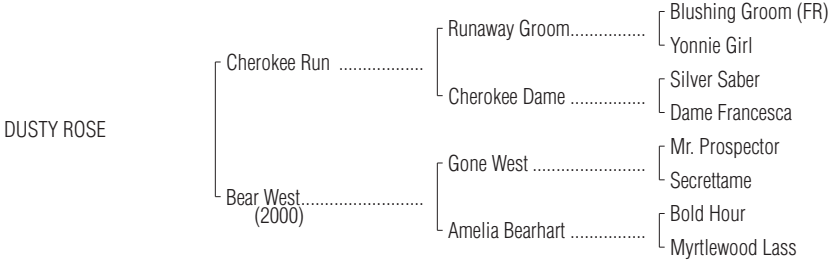 Blushing Groom (FR)
Runaway Groom................
Yonnie Girl
Cherokee Run ..................
Silver Saber
Cherokee Dame ................
Dame Francesca
DUSTY ROSE
Mr. Prospector
Gone West ........................
Secrettame
Bear West..........................
(2000)
Bold Hour
Amelia Bearhart ................
Myrtlewood Lass